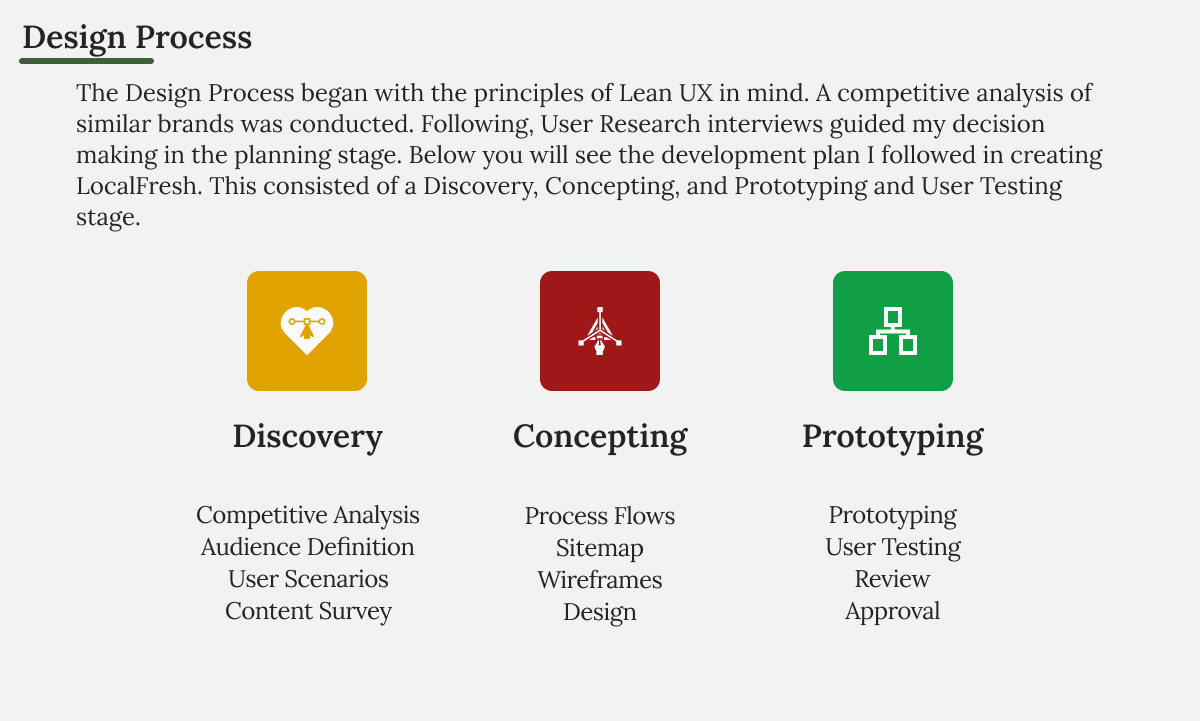 Design Process
The Design Process began with the principles of Lean UX in mind. A competitive analysis of
similar brands was conducted. Following, User Research interviews guided my decision
making in the planning stage. Below you will see the development plan I followed in creating
LocalFresh. This consisted of a Discovery, Concepting, and Prototyping and User Testing
stage.
Discovery
Competitive Analysis
Audience Definition
User Scenarios
Content Survey
Concepting
Process Flows
Sitemap
Wireframes
Design
Prototyping
Prototyping
User Testing
Review
Approval